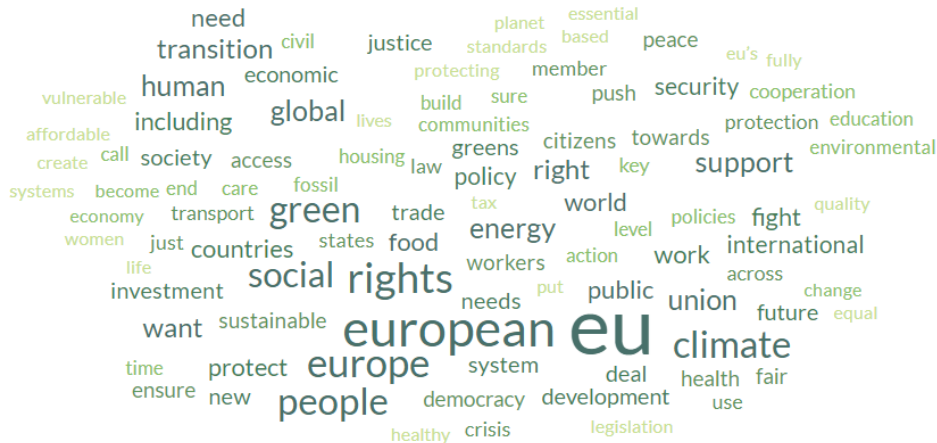 planet essential
need
civil justice standards based peace
transition
economic protecting member eu's fully
human security cooperation
vulnerable build sure push
global
including lives communities protection education
affordable citizens towards
greens environmental
create call society access housing law right key support
policy
systems become end care fossil
green tax world quality
economy transport trade energy level policies fight
women just states food international
countries workers action work
life social rights across
investment needs put public union change
want sustainable future equal
european eu climate
time protect europe system
deal health fair
ensure new people democracy development use
healthy crisis legislation